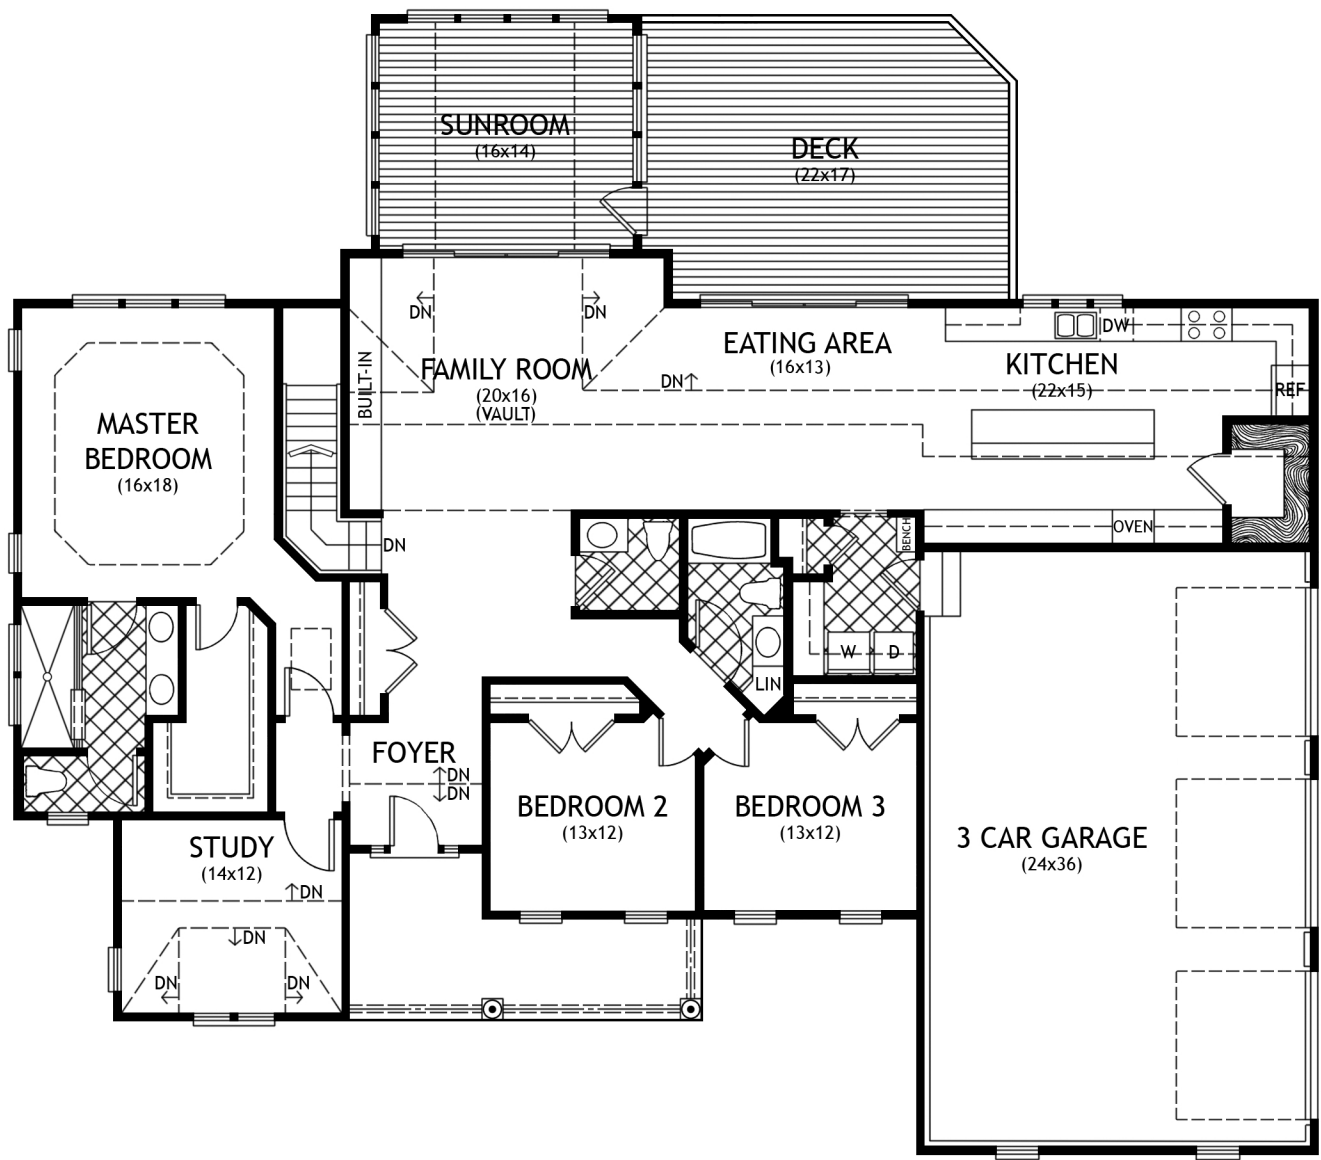 SUNROOM
(16x14)
DECK
(22x17)
DN
DN
BUILT-IN
FAMILY ROOM
(20x16)
(VAULT)
EATING AREA
(16x13)
DN
KITCHEN
(22x15)
DW
REF
OVEN
MASTER
BEDROOM
(16x18)
DN
BENCH
W
D
LIN
FOYER
DN
DN
BEDROOM 2
(13x12)
BEDROOM 3
(13x12)
3 CAR GARAGE
(24x36)
STUDY
(14x12)
DN
DN
DN
DN